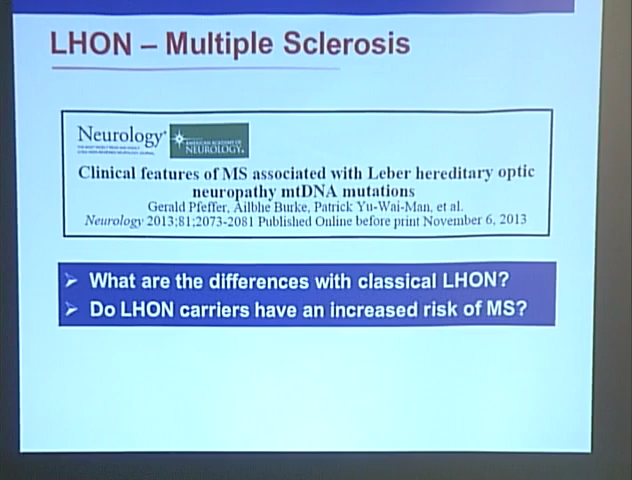 LHON – Multiple Sclerosis
Neurology
AMERICAN ACADEMY OF
NEUROLOGY.
Clinical features of MS associated with Leber hereditary optic
neuropathy mtDNA mutations
Gerald Pfeffer, Ailbhe Burke, Patrick Yu-Wai-Man, et al.
Neurology 2013;81;2073-2081 Published Online before print November 6, 2013
➢ What are the differences with classical LHON?
➢ Do LHON carriers have an increased risk of MS?